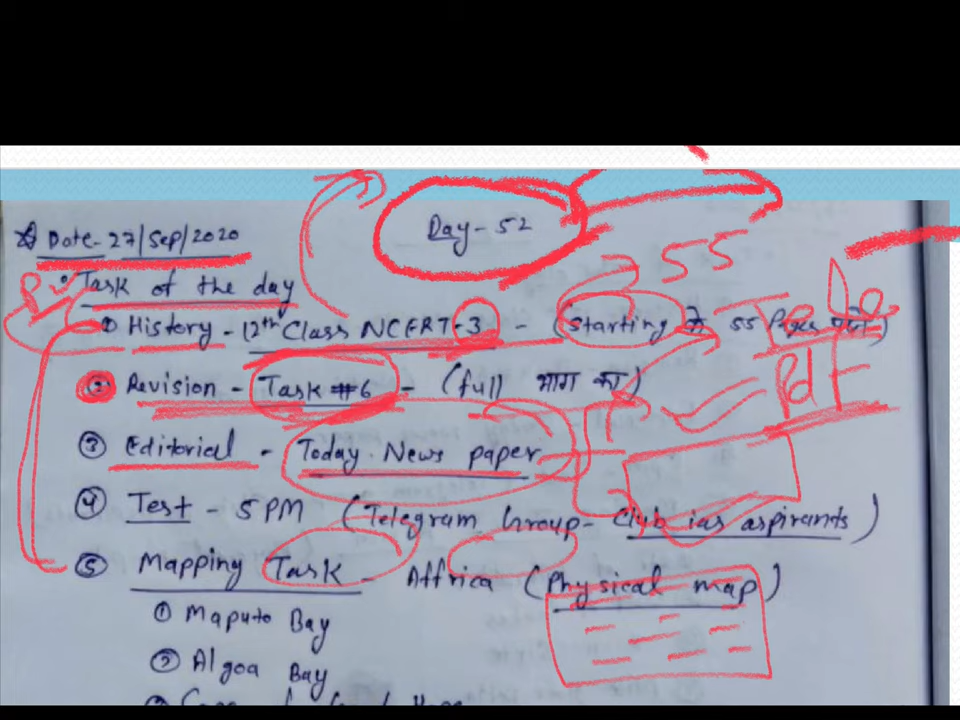 Day-52
Date-27/Sep/2020
Task of the day
① History - 12th Class NCERT-3 - (Starting के 55 Pages
55
② Revision - Task #6 - (full भाग का)
Pdf
③ Editorial - Today News paper
④ Test - 5PM (Telegram Group- Club ias aspirants)
⑤ Mapping Task - Affrica (Physical map)
① Maputo Bay
② Algoa Bay